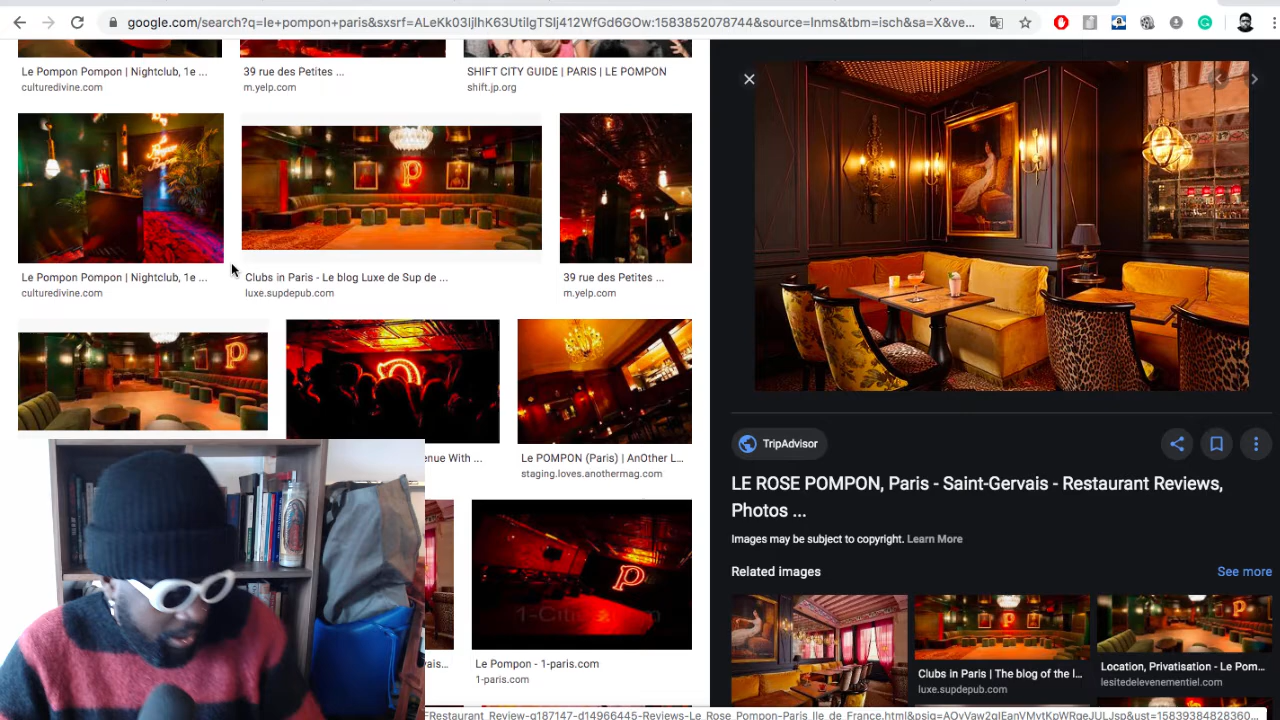 google.com/search?q=le+pompon+paris&sxsrf=ALeKk03IjlhK63UtiIgTSIj412WfGd6GOw:1583852078744&source=lnms&tbm=isch&sa=X&ve...
Le Pompon Pompon | Nightclub, 1e ...
culturedivine.com
39 rue des Petites ...
m.yelp.com
SHIFT CITY GUIDE | PARIS | LE POMPON
shift.jp.org
Le Pompon Pompon | Nightclub, 1e ...
culturedivine.com
Clubs in Paris - Le blog Luxe de Sup de ...
luxe.supdepub.com
39 rue des Petites ...
m.yelp.com
enue With ...
Le POMPON (Paris) | AnOther L...
staging.loves.anothermag.com
vais...
Le Pompon - 1-paris.com
1-paris.com
TripAdvisor
LE ROSE POMPON, Paris - Saint-Gervais - Restaurant Reviews,
Photos ...
Images may be subject to copyright. Learn More
Related images
See more
Clubs in Paris | The blog of the l...
luxe.supdepub.com
Location, Privatisation - Le Pom...
lesitedelevenementiel.com